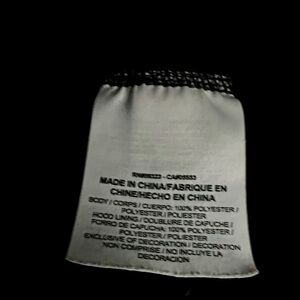 MADE IN CHINA/FABRIQUE EN
CHINE/HECHO EN CHINA
BODY / CORPS / CUERPO: 100% POLYESTER /
POLYESTER / POLIESTER
HOOD LINING / DOUBLURE DE CAPUCHE /
FORRO DE CAPUCHA: 100% POLYESTER /
POLYESTER / POLIESTER
EXCLUSIVE OF DECORATION / DECORATION
NON COMPRISE / NO INCLUYE LA
DECORACION